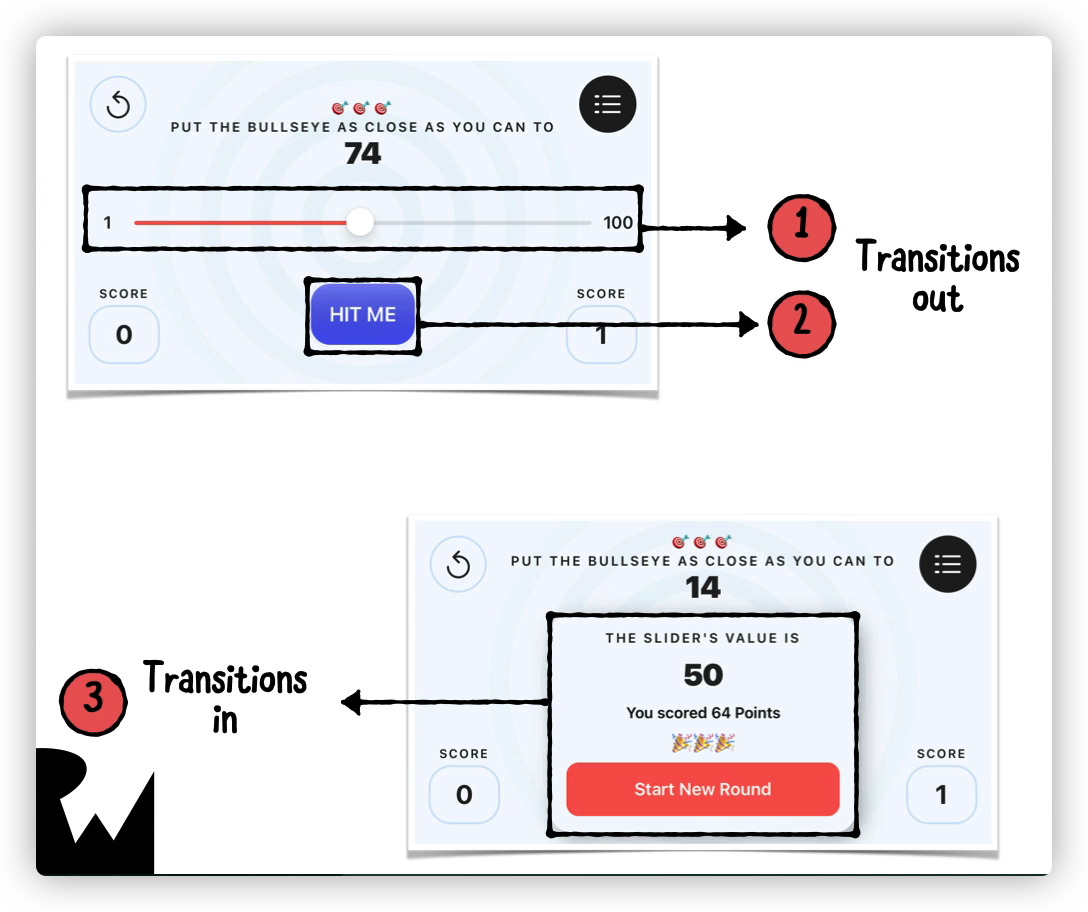 PUT THE BULLSEYE AS CLOSE AS YOU CAN TO
74
1
100
1
Transitions
out
SCORE
HIT ME
SCORE
2
0
1
PUT THE BULLSEYE AS CLOSE AS YOU CAN TO
14
THE SLIDER'S VALUE IS
50
3
Transitions
in
You scored 64 Points
SCORE
SCORE
Start New Round
0
1